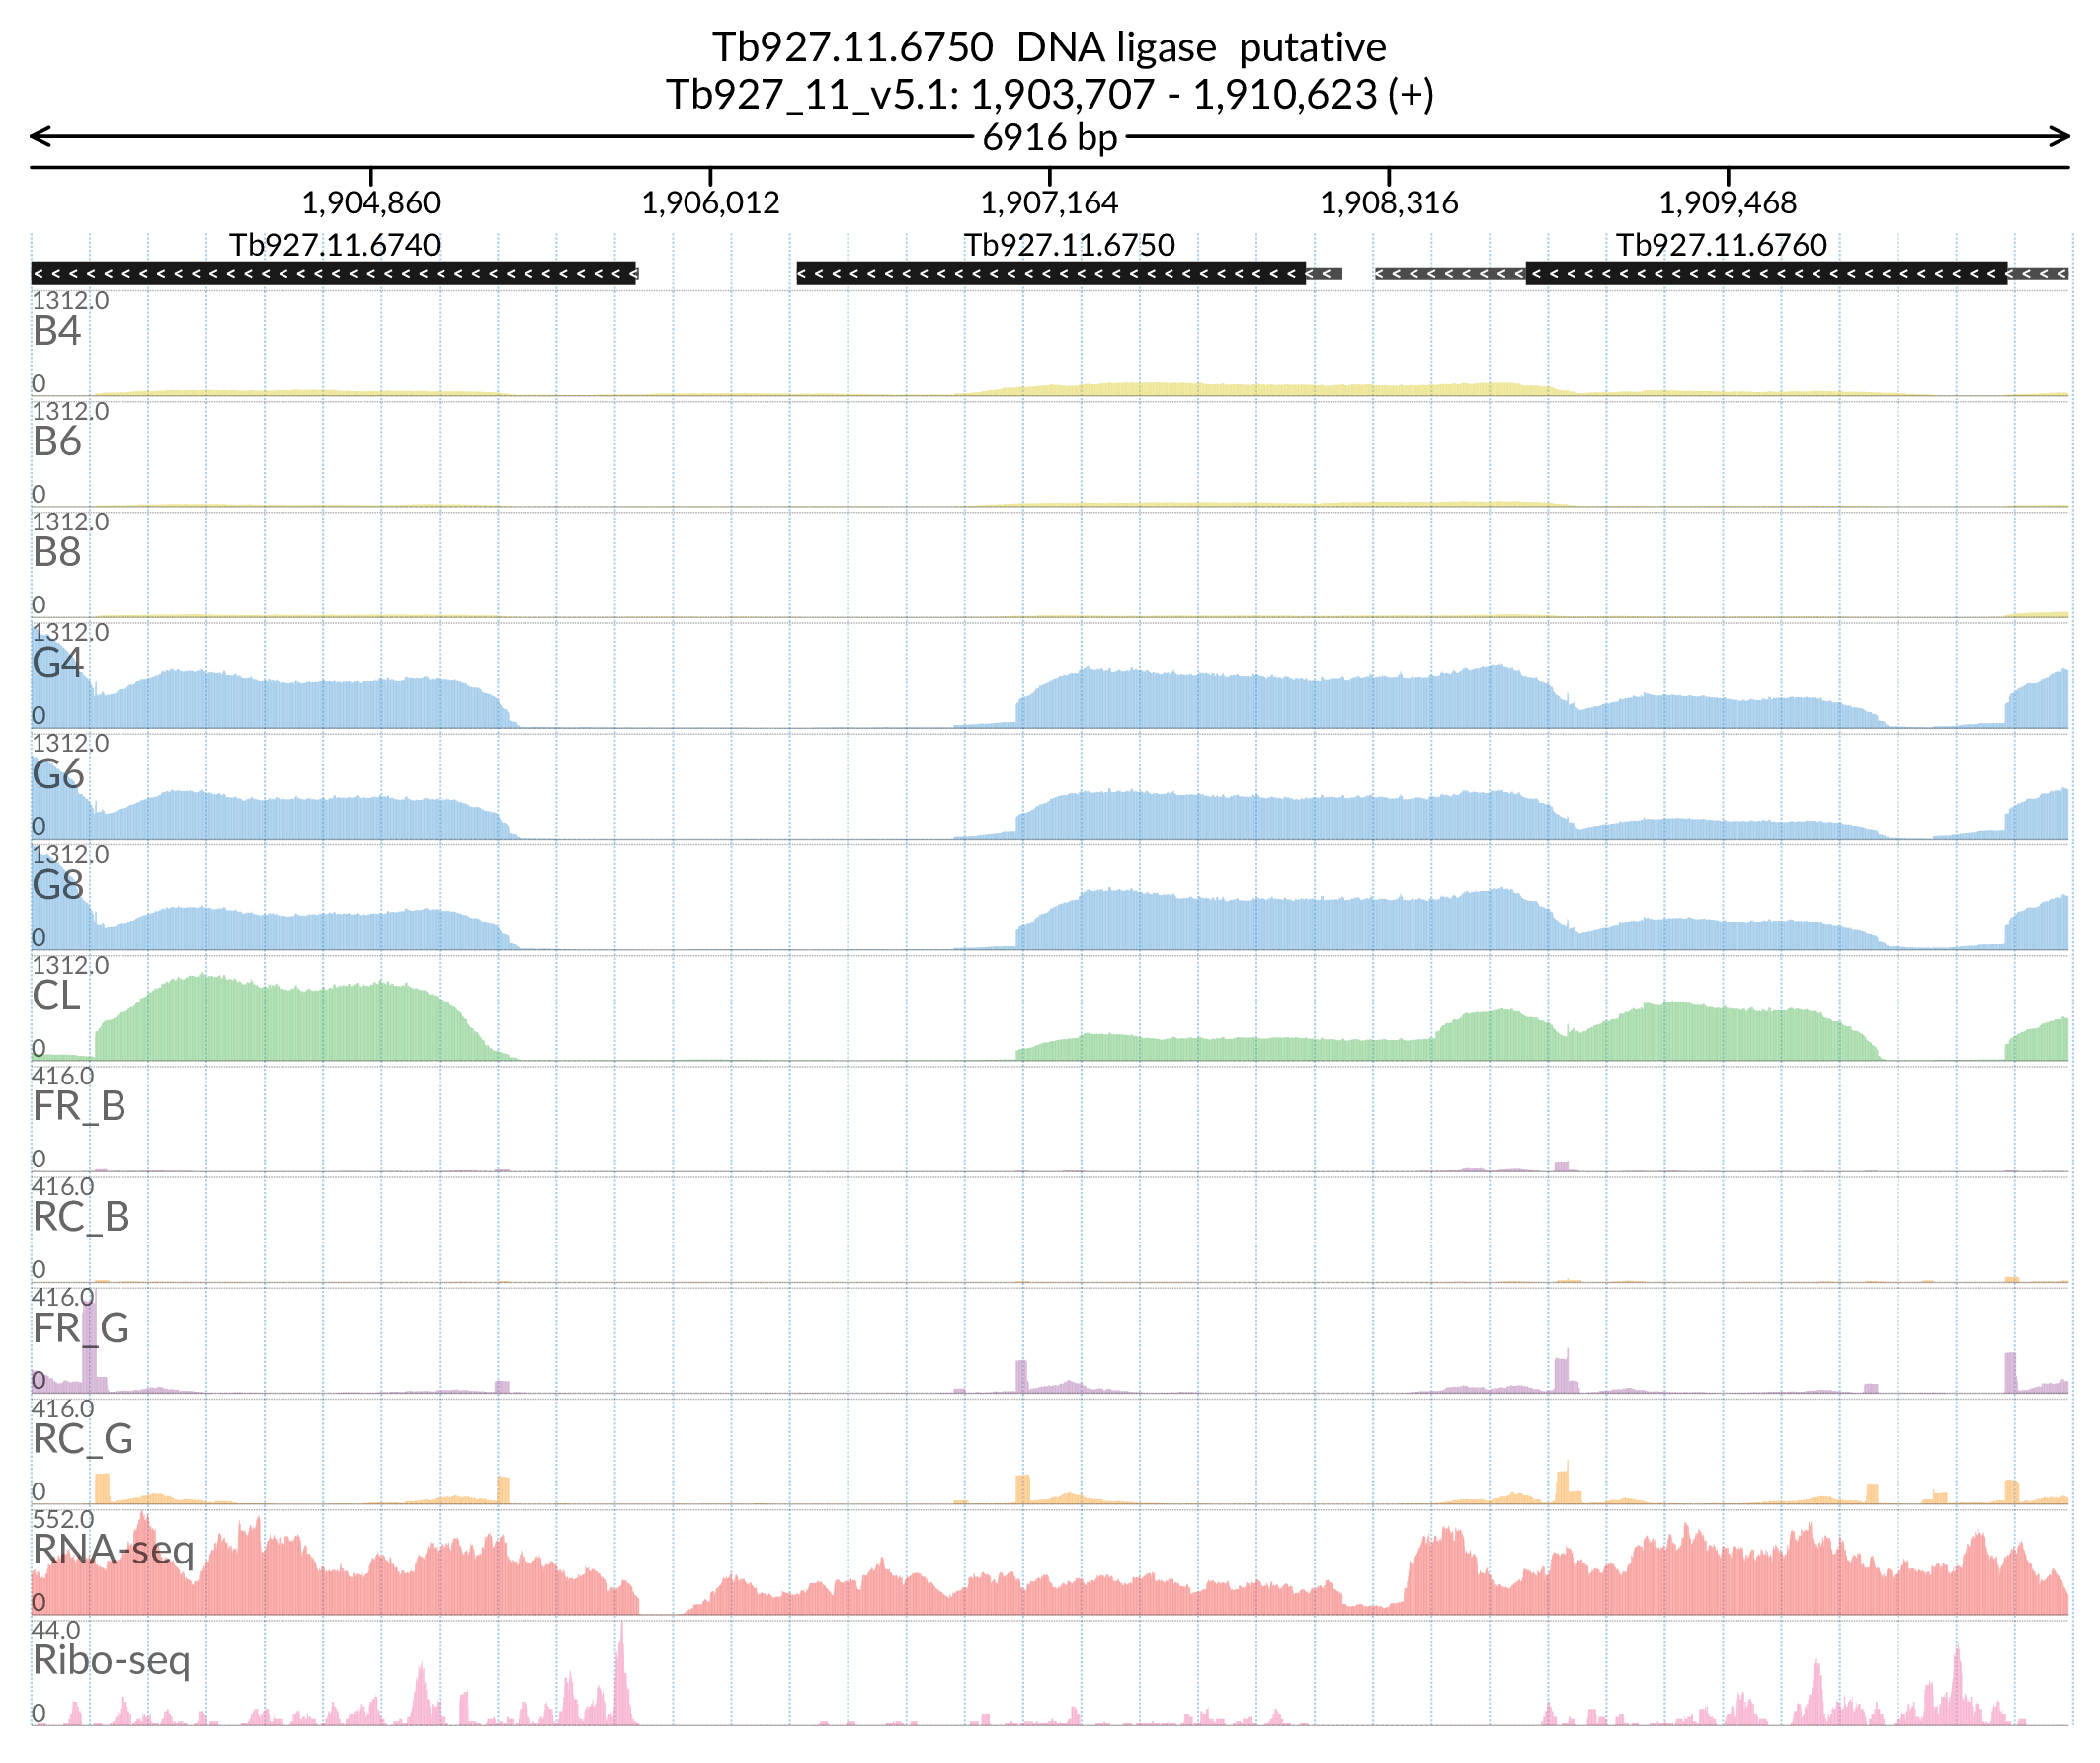 Tb927.11.6750  DNA ligase  putative
Tb927_11_v5.1: 1,903,707 - 1,910,623 (+)
6916 bp
1,904,860 1,906,012 1,907,164 1,908,316 1,909,468
Tb927.11.6740 Tb927.11.6750 Tb927.11.6760
1312.0
B4
0
1312.0
B6
0
1312.0
B8
0
1312.0
G4
0
1312.0
G6
0
1312.0
G8
0
1312.0
CL
0
416.0
FR_B
0
416.0
RC_B
0
416.0
FR_G
0
416.0
RC_G
0
552.0
RNA-seq
0
44.0
Ribo-seq
0